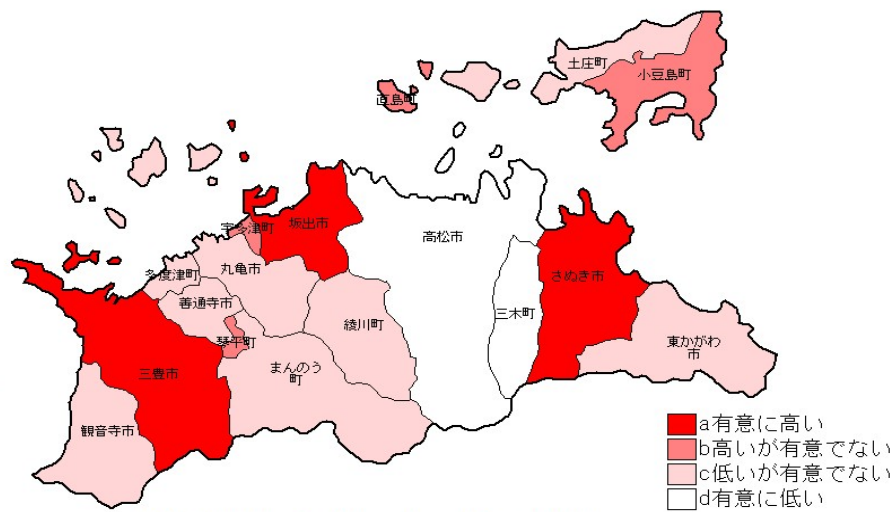 土庄町
小豆島町
直島町
宇多津町
坂出市
高松市
多度津町
丸亀市
さぬき市
善通寺市
三木町
綾川町
琴平町
東かがわ
市
まんのう
町
三豊市
観音寺市
a有意に高い
b高いが有意でない
c低いが有意でない
d有意に低い